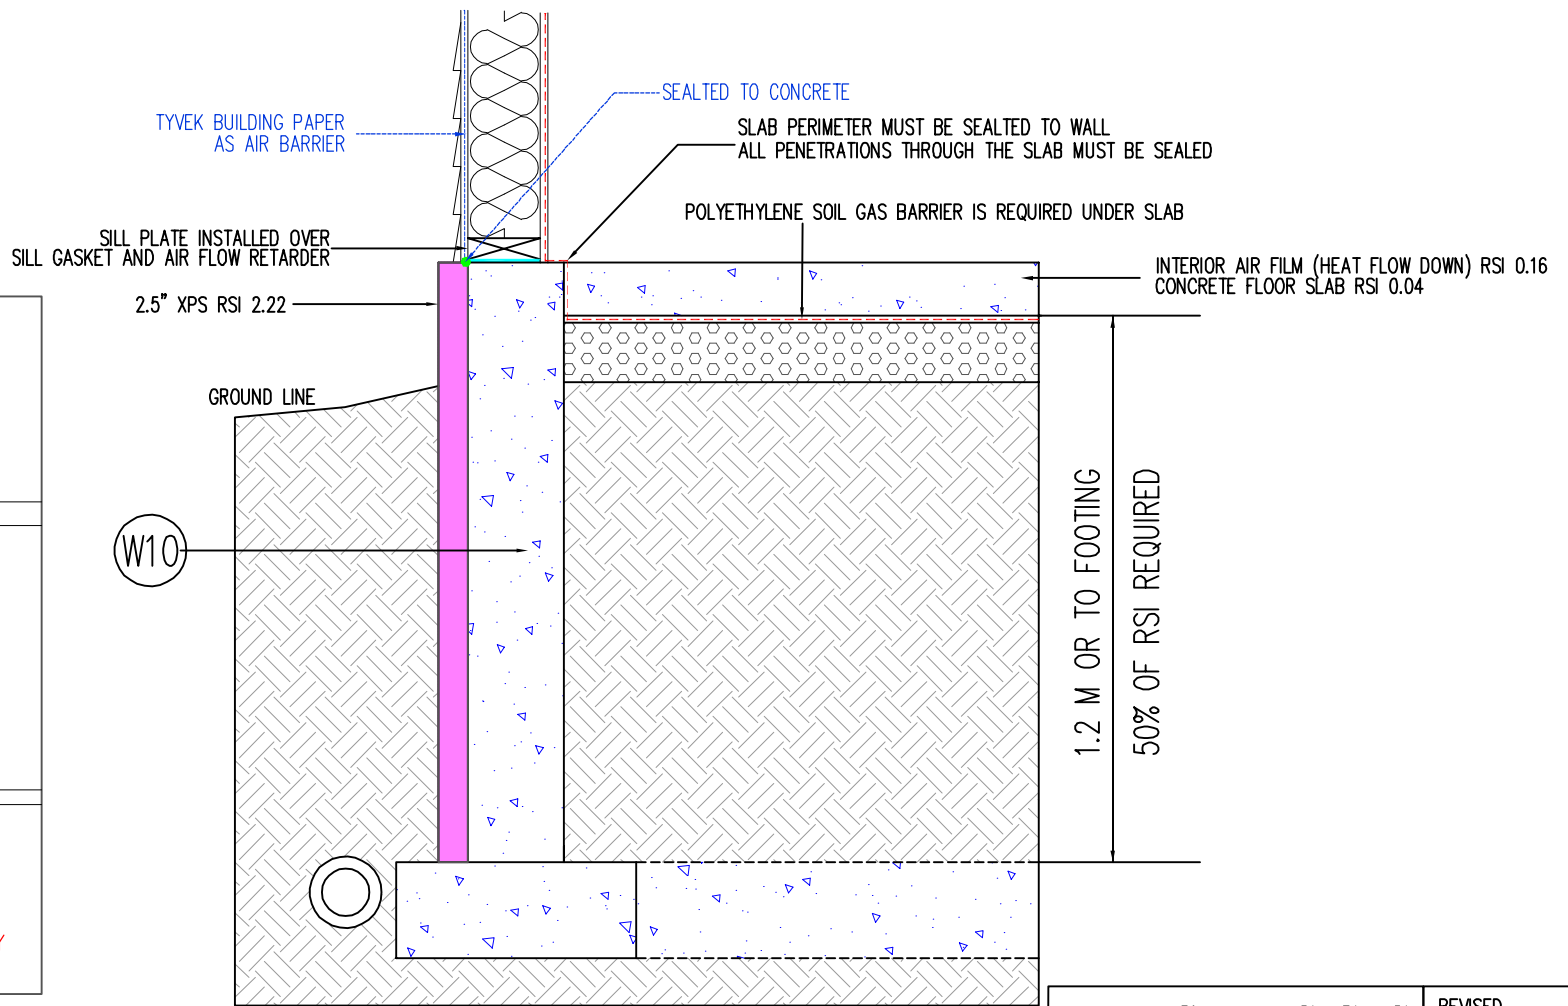 SEALTED TO CONCRETE
TYVEK BUILDING PAPER
AS AIR BARRIER
SLAB PERIMETER MUST BE SEALTED TO WALL
ALL PENETRATIONS THROUGH THE SLAB MUST BE SEALED
POLYETHYLENE SOIL GAS BARRIER IS REQUIRED UNDER SLAB
SILL PLATE INSTALLED OVER
SILL GASKET AND AIR FLOW RETARDER
INTERIOR AIR FILM (HEAT FLOW DOWN) RSI 0.16
CONCRETE FLOOR SLAB RSI 0.04
2.5" XPS RSI 2.22
GROUND LINE
W10
1.2 M OR TO FOOTING
50% OF RSI REQUIRED
REVISED